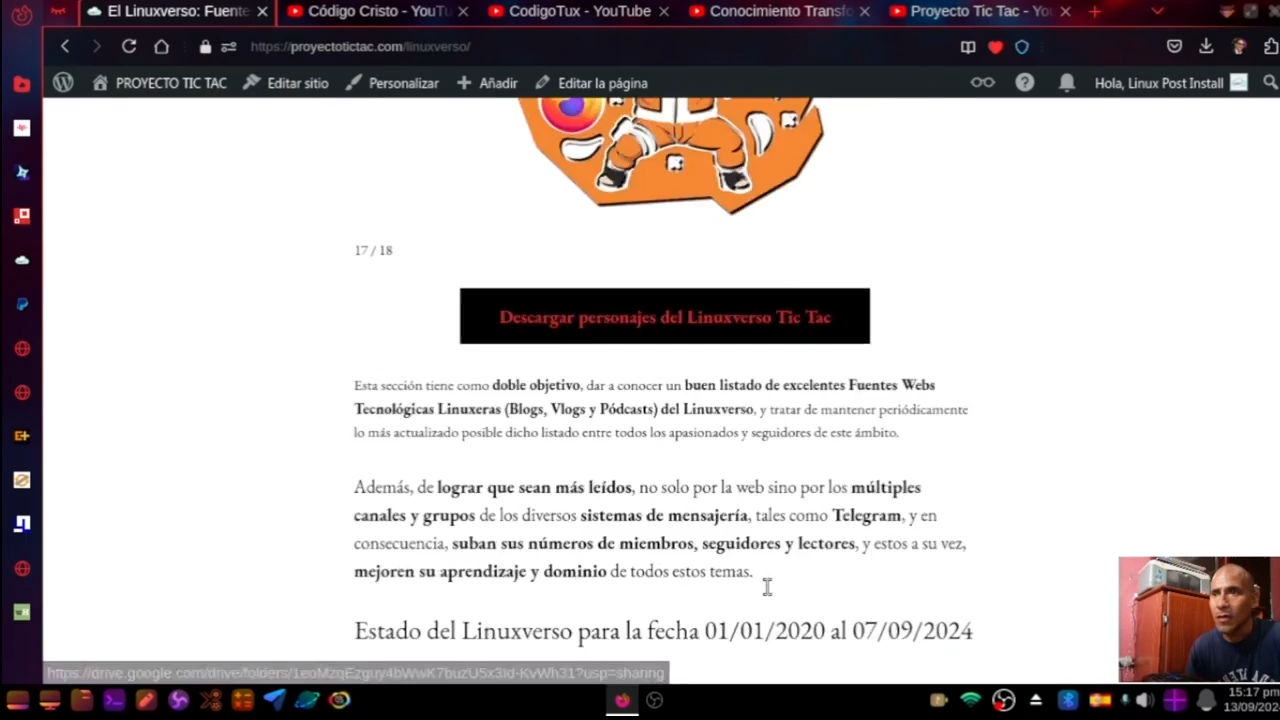 El Linuxverso: Fuente
Código Cristo - YouTu
CodigoTux - YouTube
Conocimiento Transfo
Proyecto Tic Tac - You
https://proyectotictac.com/linuxverso/
PROYECTO TIC TAC
Editar sitio
Personalizar
Añadir
Editar la página
Hola, Linux Post Install
17 / 18
Descargar personajes del Linuxverso Tic Tac
Esta sección tiene como doble objetivo, dar a conocer un buen listado de excelentes Fuentes Webs
Tecnológicas Linuxeras (Blogs, Vlogs y Pódcasts) del Linuxverso, y tratar de mantener periódicamente
lo más actualizado posible dicho listado entre todos los apasionados y seguidores de este ámbito.
Además, de lograr que sean más leídos, no solo por la web sino por los múltiples
canales y grupos de los diversos sistemas de mensajería, tales como Telegram, y en
consecuencia, suban sus números de miembros, seguidores y lectores, y estos a su vez,
mejoren su aprendizaje y dominio de todos estos temas.
Estado del Linuxverso para la fecha 01/01/2020 al 07/09/2024
15:17 pm
13/09/202